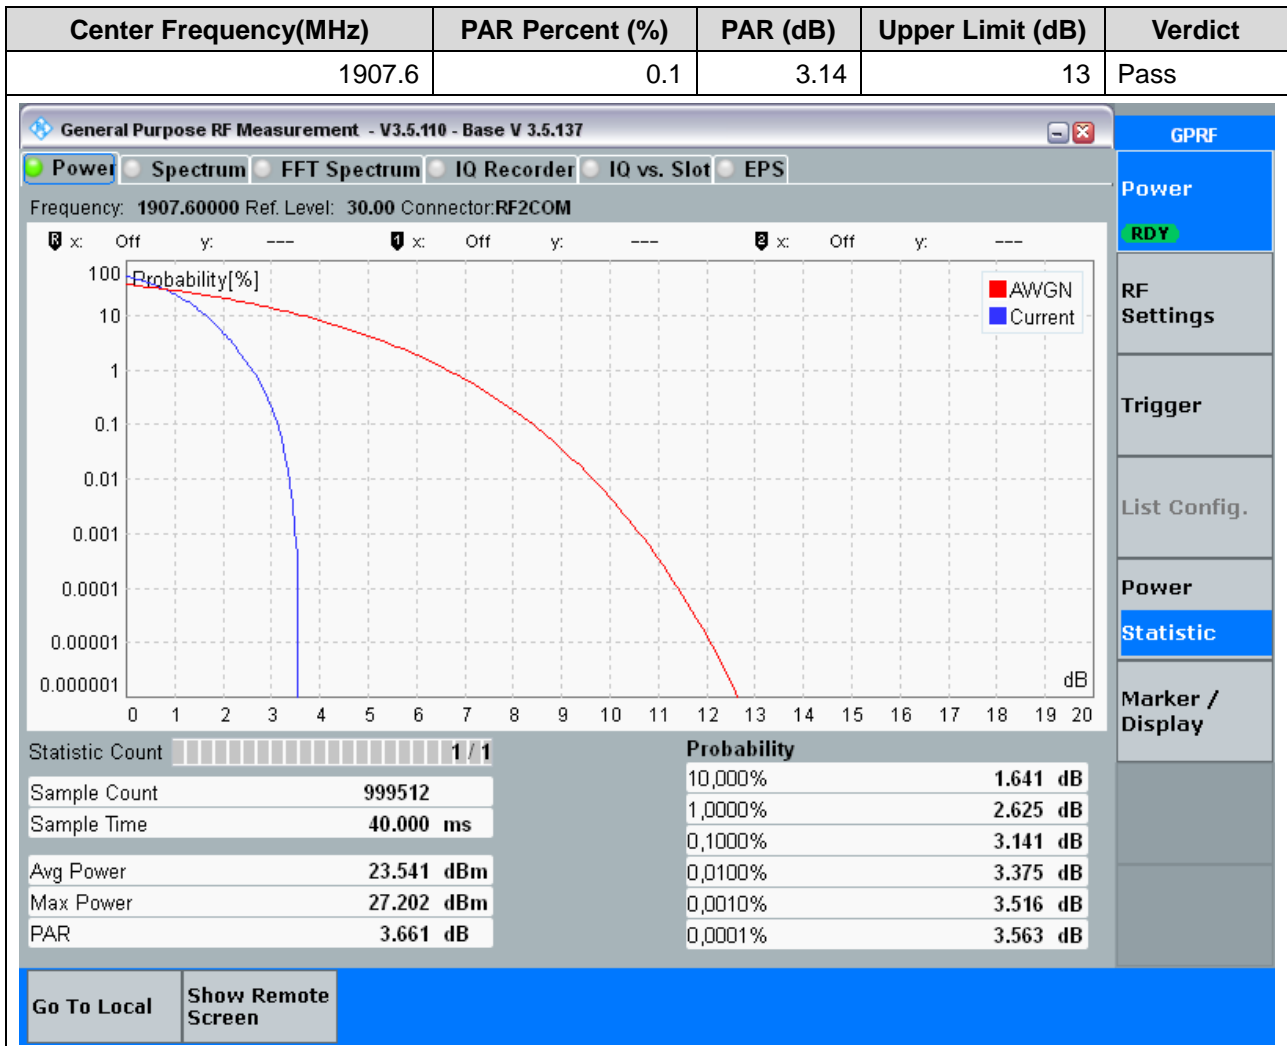 Center Frequency(MHz) PAR Percent (%) PAR (dB) Upper Limit (dB) Verdict
1907.6 0.1 3.14 13 Pass
General Purpose RF Measurement - V3.5.110 - Base V 3.5.137
GPRF
Power Spectrum FFT Spectrum IQ Recorder IQ vs. Slot EPS
Power
RDY
Frequency: 1907.60000 Ref. Level: 30.00 Connector:RF2COM
R x: Off y: --- 1 x: Off y: --- 2 x: Off y: ---
Probability[%]
AWGN
Current
100
10
1
0.1
0.01
0.001
0.0001
0.00001
0.000001
dB
0 1 2 3 4 5 6 7 8 9 10 11 12 13 14 15 16 17 18 19 20
RF
Settings
Trigger
List Config.
Power
Statistic
Marker /
Display
Statistic Count 1 / 1
Sample Count 999512
Sample Time 40.000 ms
Avg Power 23.541 dBm
Max Power 27.202 dBm
PAR 3.661 dB
Probability
10,000% 1.641 dB
1,0000% 2.625 dB
0,1000% 3.141 dB
0,0100% 3.375 dB
0,0010% 3.516 dB
0,0001% 3.563 dB
Go To Local
Show Remote
Screen